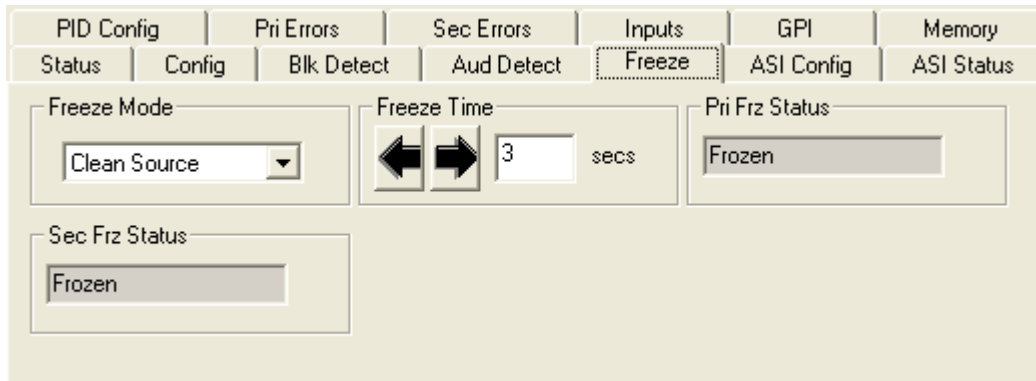 PID Config Pri Errors Sec Errors Inputs GPI Memory
Status Config Blk Detect Aud Detect Freeze ASI Config ASI Status
Freeze Mode Freeze Time Pri Frz Status
Clean Source 3 secs Frozen
Sec Frz Status
Frozen